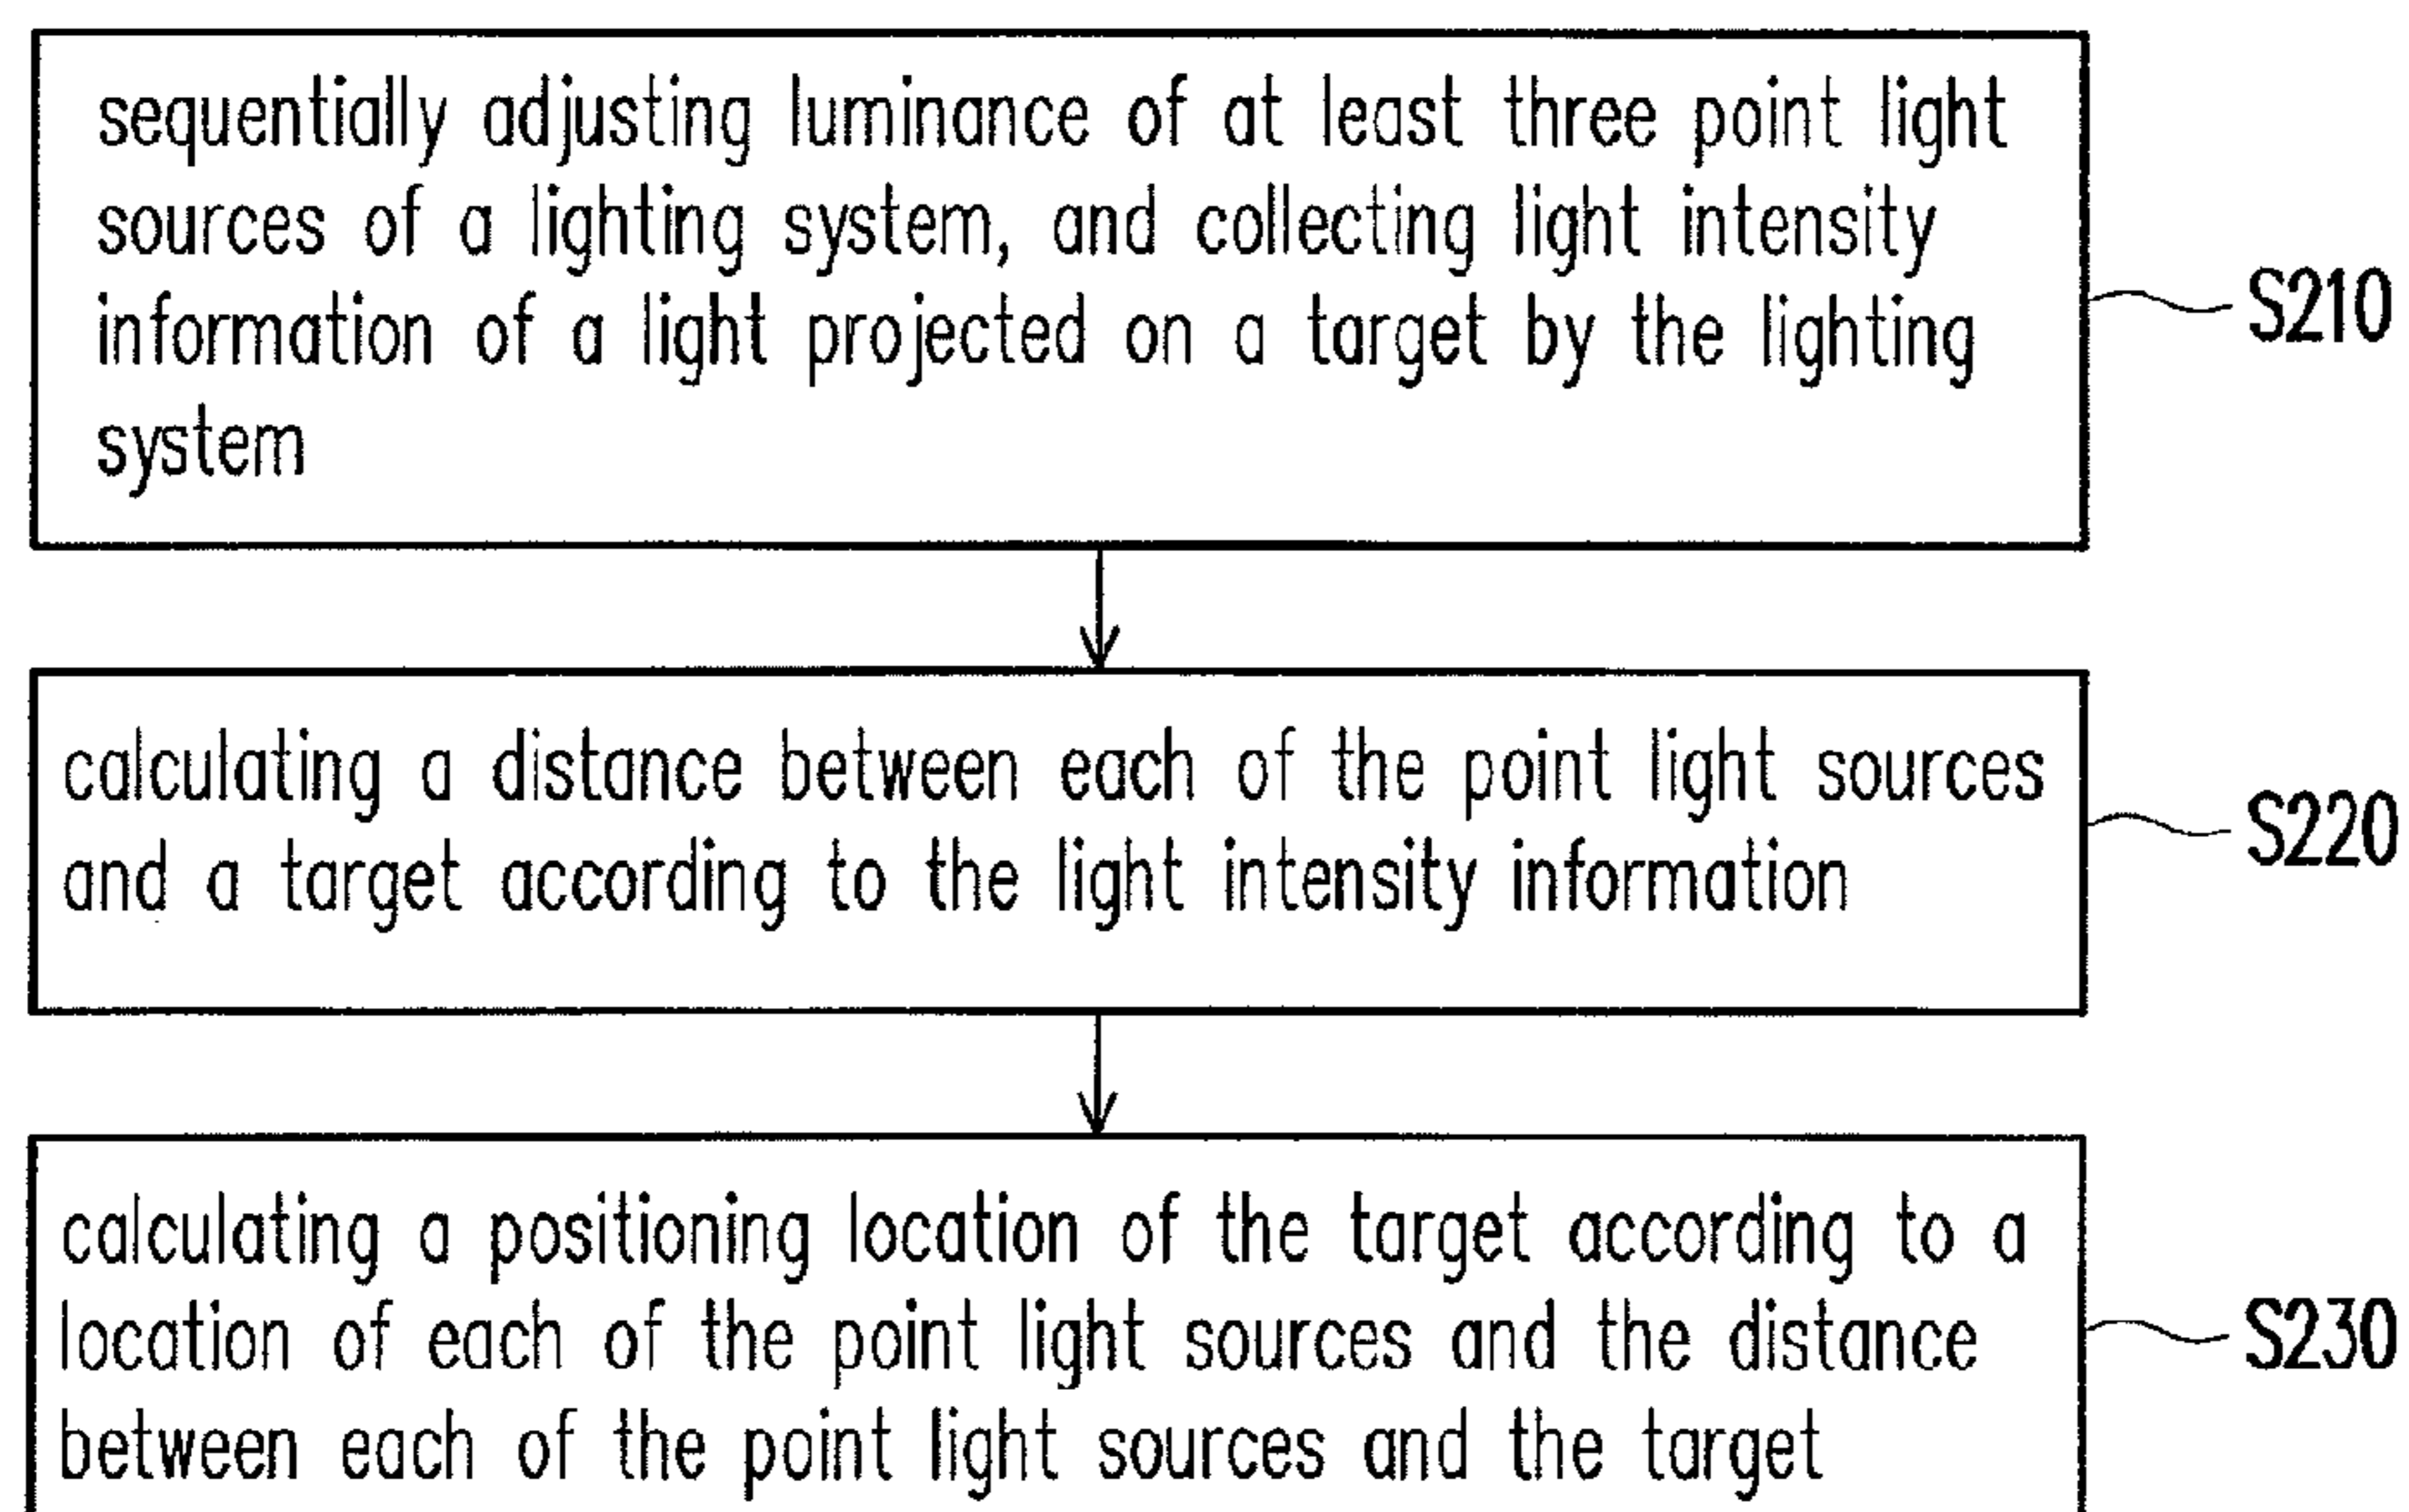 sequentially adjusting luminance of at least three point light
sources of a lighting system, and collecting light intensity
information of a light projected on a target by the lighting
system
S210
calculating a distance between each of the point light sources
and a target according to the light intensity information
S220
calculating a positioning location of the target according to a
location of each of the point light sources and the distance
between each of the point light sources and the target
S230